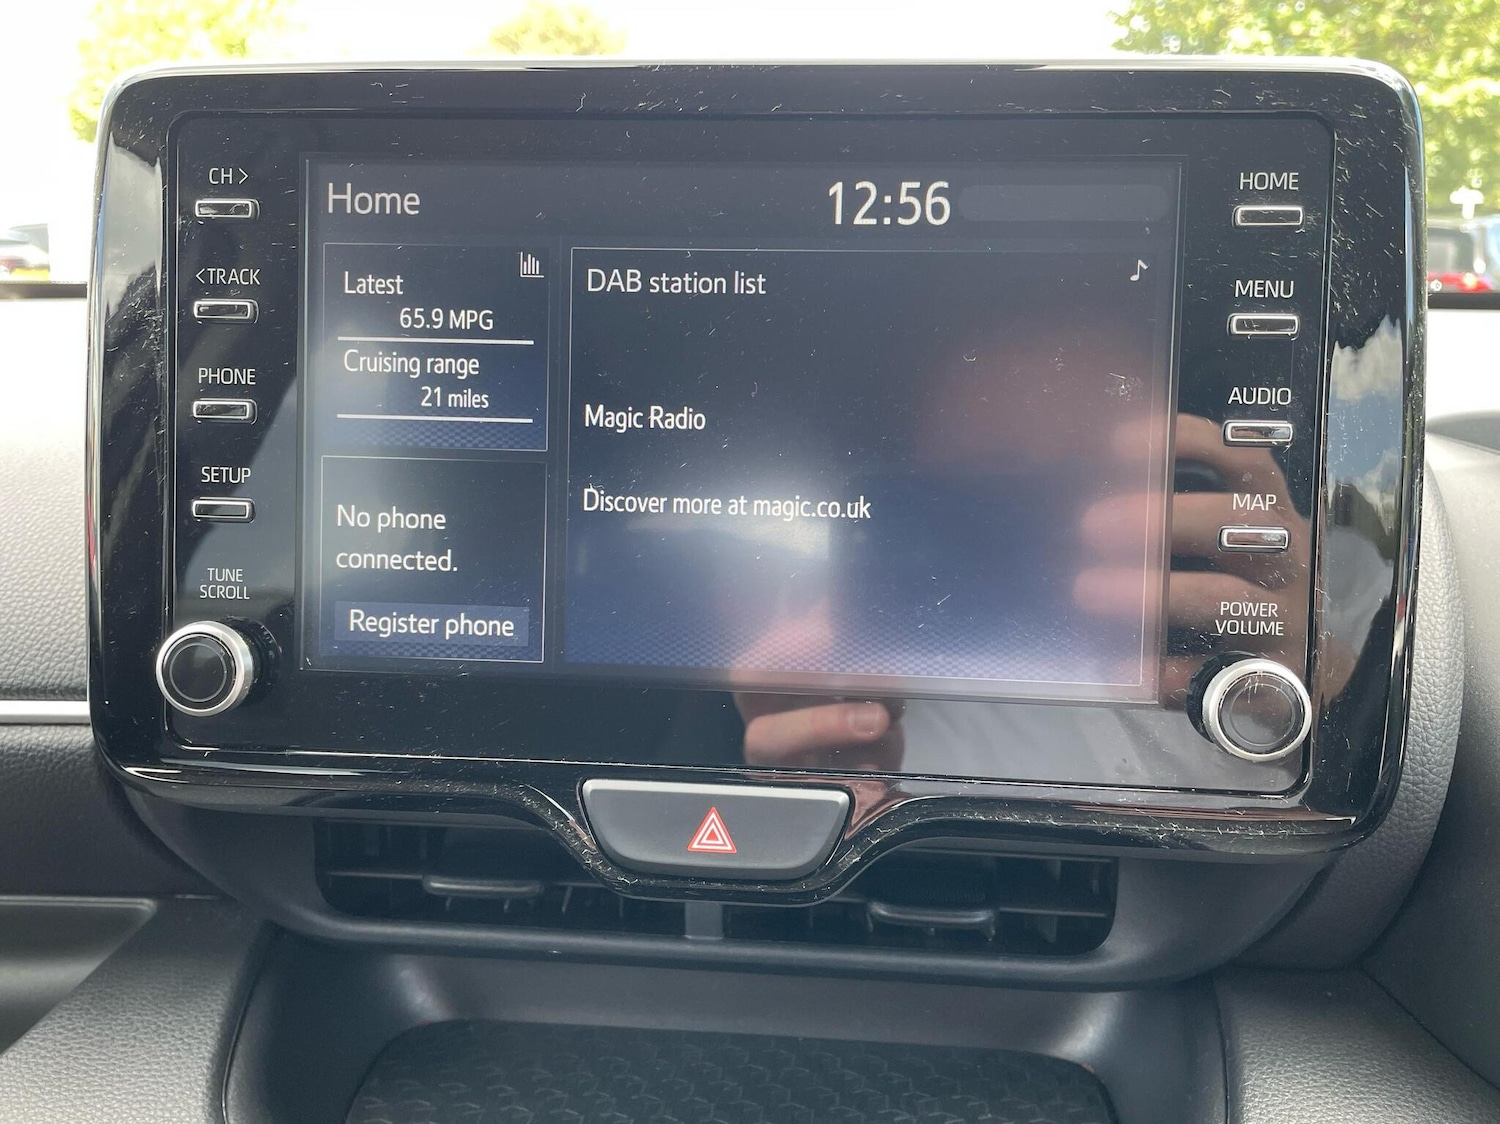 CH >
<TRACK
PHONE
SETUP
TUNE
SCROLL
Home
12:56
Latest
65.9 MPG
Cruising range
21 miles
No phone
connected.
Register phone
DAB station list
Magic Radio
Discover more at magic.co.uk
HOME
MENU
AUDIO
MAP
POWER
VOLUME